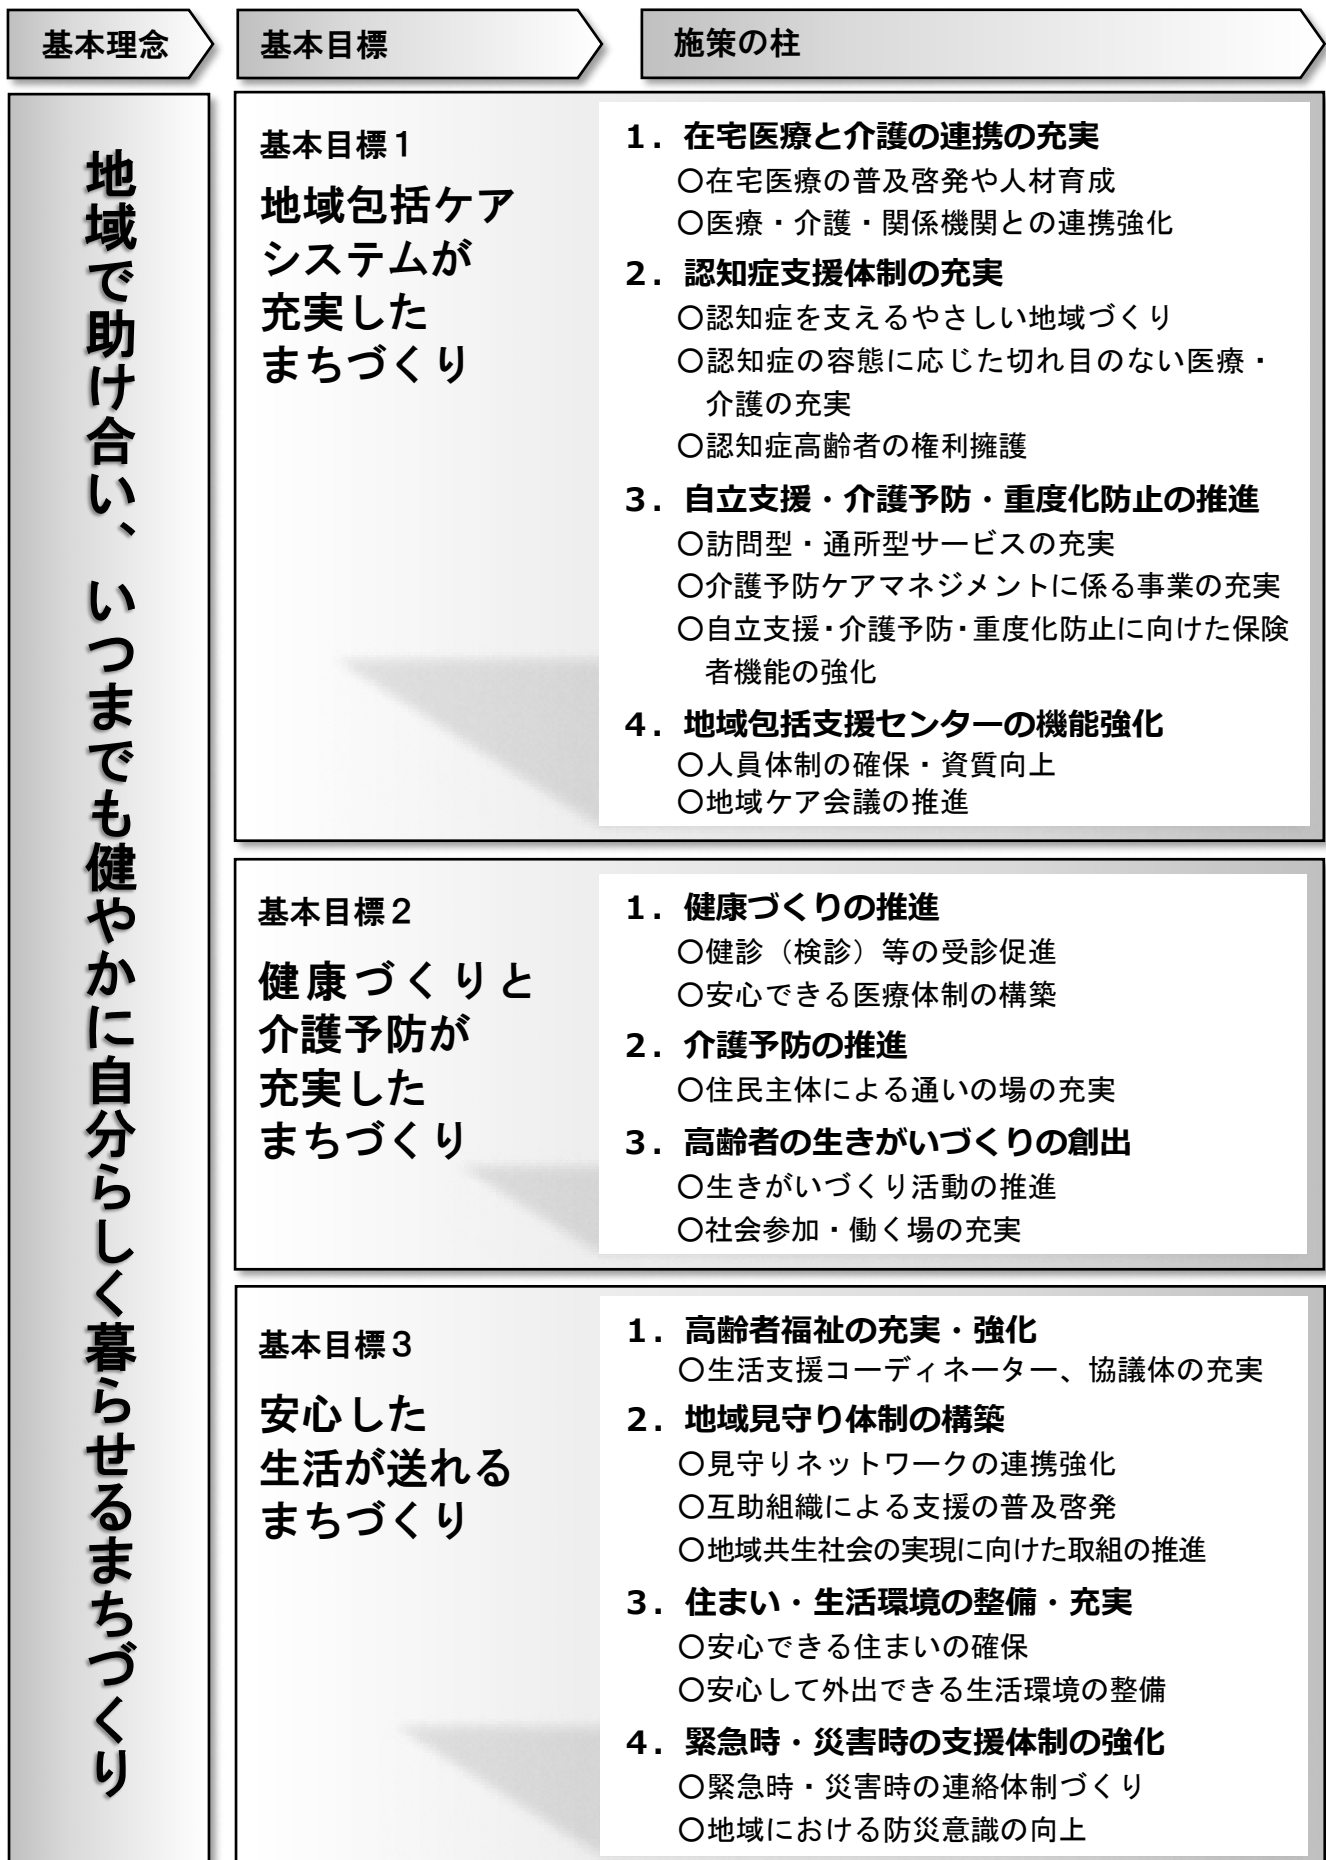 基本理念
基本目標
施策の柱
地域で助け合い、いつまでも健やかに自分らしく暮らせるまちづくり
基本目標１
地域包括ケア
システムが
充実した
まちづくり
１．在宅医療と介護の連携の充実
〇在宅医療の普及啓発や人材育成
〇医療・介護・関係機関との連携強化
２．認知症支援体制の充実
〇認知症を支えるやさしい地域づくり
〇認知症の容態に応じた切れ目のない医療・
介護の充実
〇認知症高齢者の権利擁護
３．自立支援・介護予防・重度化防止の推進
〇訪問型・通所型サービスの充実
〇介護予防ケアマネジメントに係る事業の充実
〇自立支援・介護予防・重度化防止に向けた保険
者機能の強化
４．地域包括支援センターの機能強化
〇人員体制の確保・資質向上
〇地域ケア会議の推進
基本目標２
健康づくりと
介護予防が
充実した
まちづくり
１．健康づくりの推進
〇健診（検診）等の受診促進
〇安心できる医療体制の構築
２．介護予防の推進
〇住民主体による通いの場の充実
３．高齢者の生きがいづくりの創出
〇生きがいづくり活動の推進
〇社会参加・働く場の充実
基本目標３
安心した
生活が送れる
まちづくり
１．高齢者福祉の充実・強化
〇生活支援コーディネーター、協議体の充実
２．地域見守り体制の構築
〇見守りネットワークの連携強化
〇互助組織による支援の普及啓発
〇地域共生社会の実現に向けた取組の推進
３．住まい・生活環境の整備・充実
〇安心できる住まいの確保
〇安心して外出できる生活環境の整備
４．緊急時・災害時の支援体制の強化
〇緊急時・災害時の連絡体制づくり
〇地域における防災意識の向上